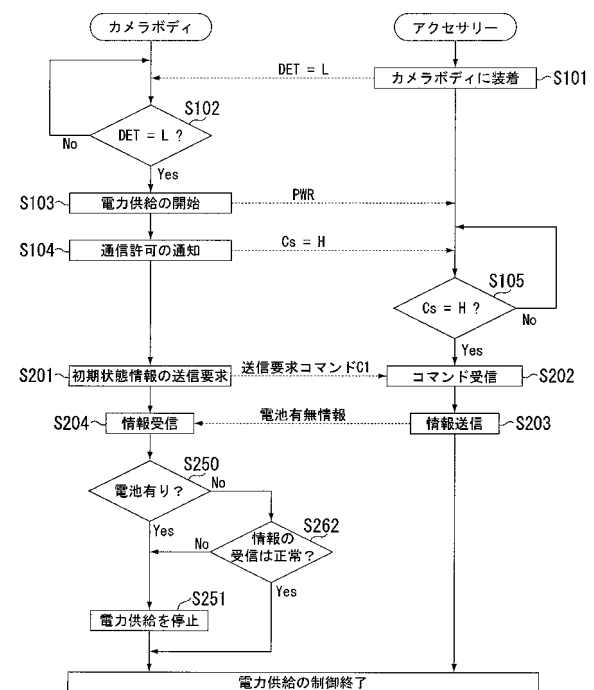 カメラボディ
アクセサリー
DET = L
カメラボディに装着
S101
S102
DET = L ?
No
Yes
S103
電力供給の開始
PWR
S104
通信許可の通知
Cs = H
S105
Cs = H ?
No
Yes
S201
初期状態情報の送信要求
送信要求コマンドC1
コマンド受信
S202
S204
情報受信
電池有無情報
情報送信
S203
S250
電池有り?
No
Yes
S262
情報の
受信は正常?
No
Yes
S251
電力供給を停止
電力供給の制御終了